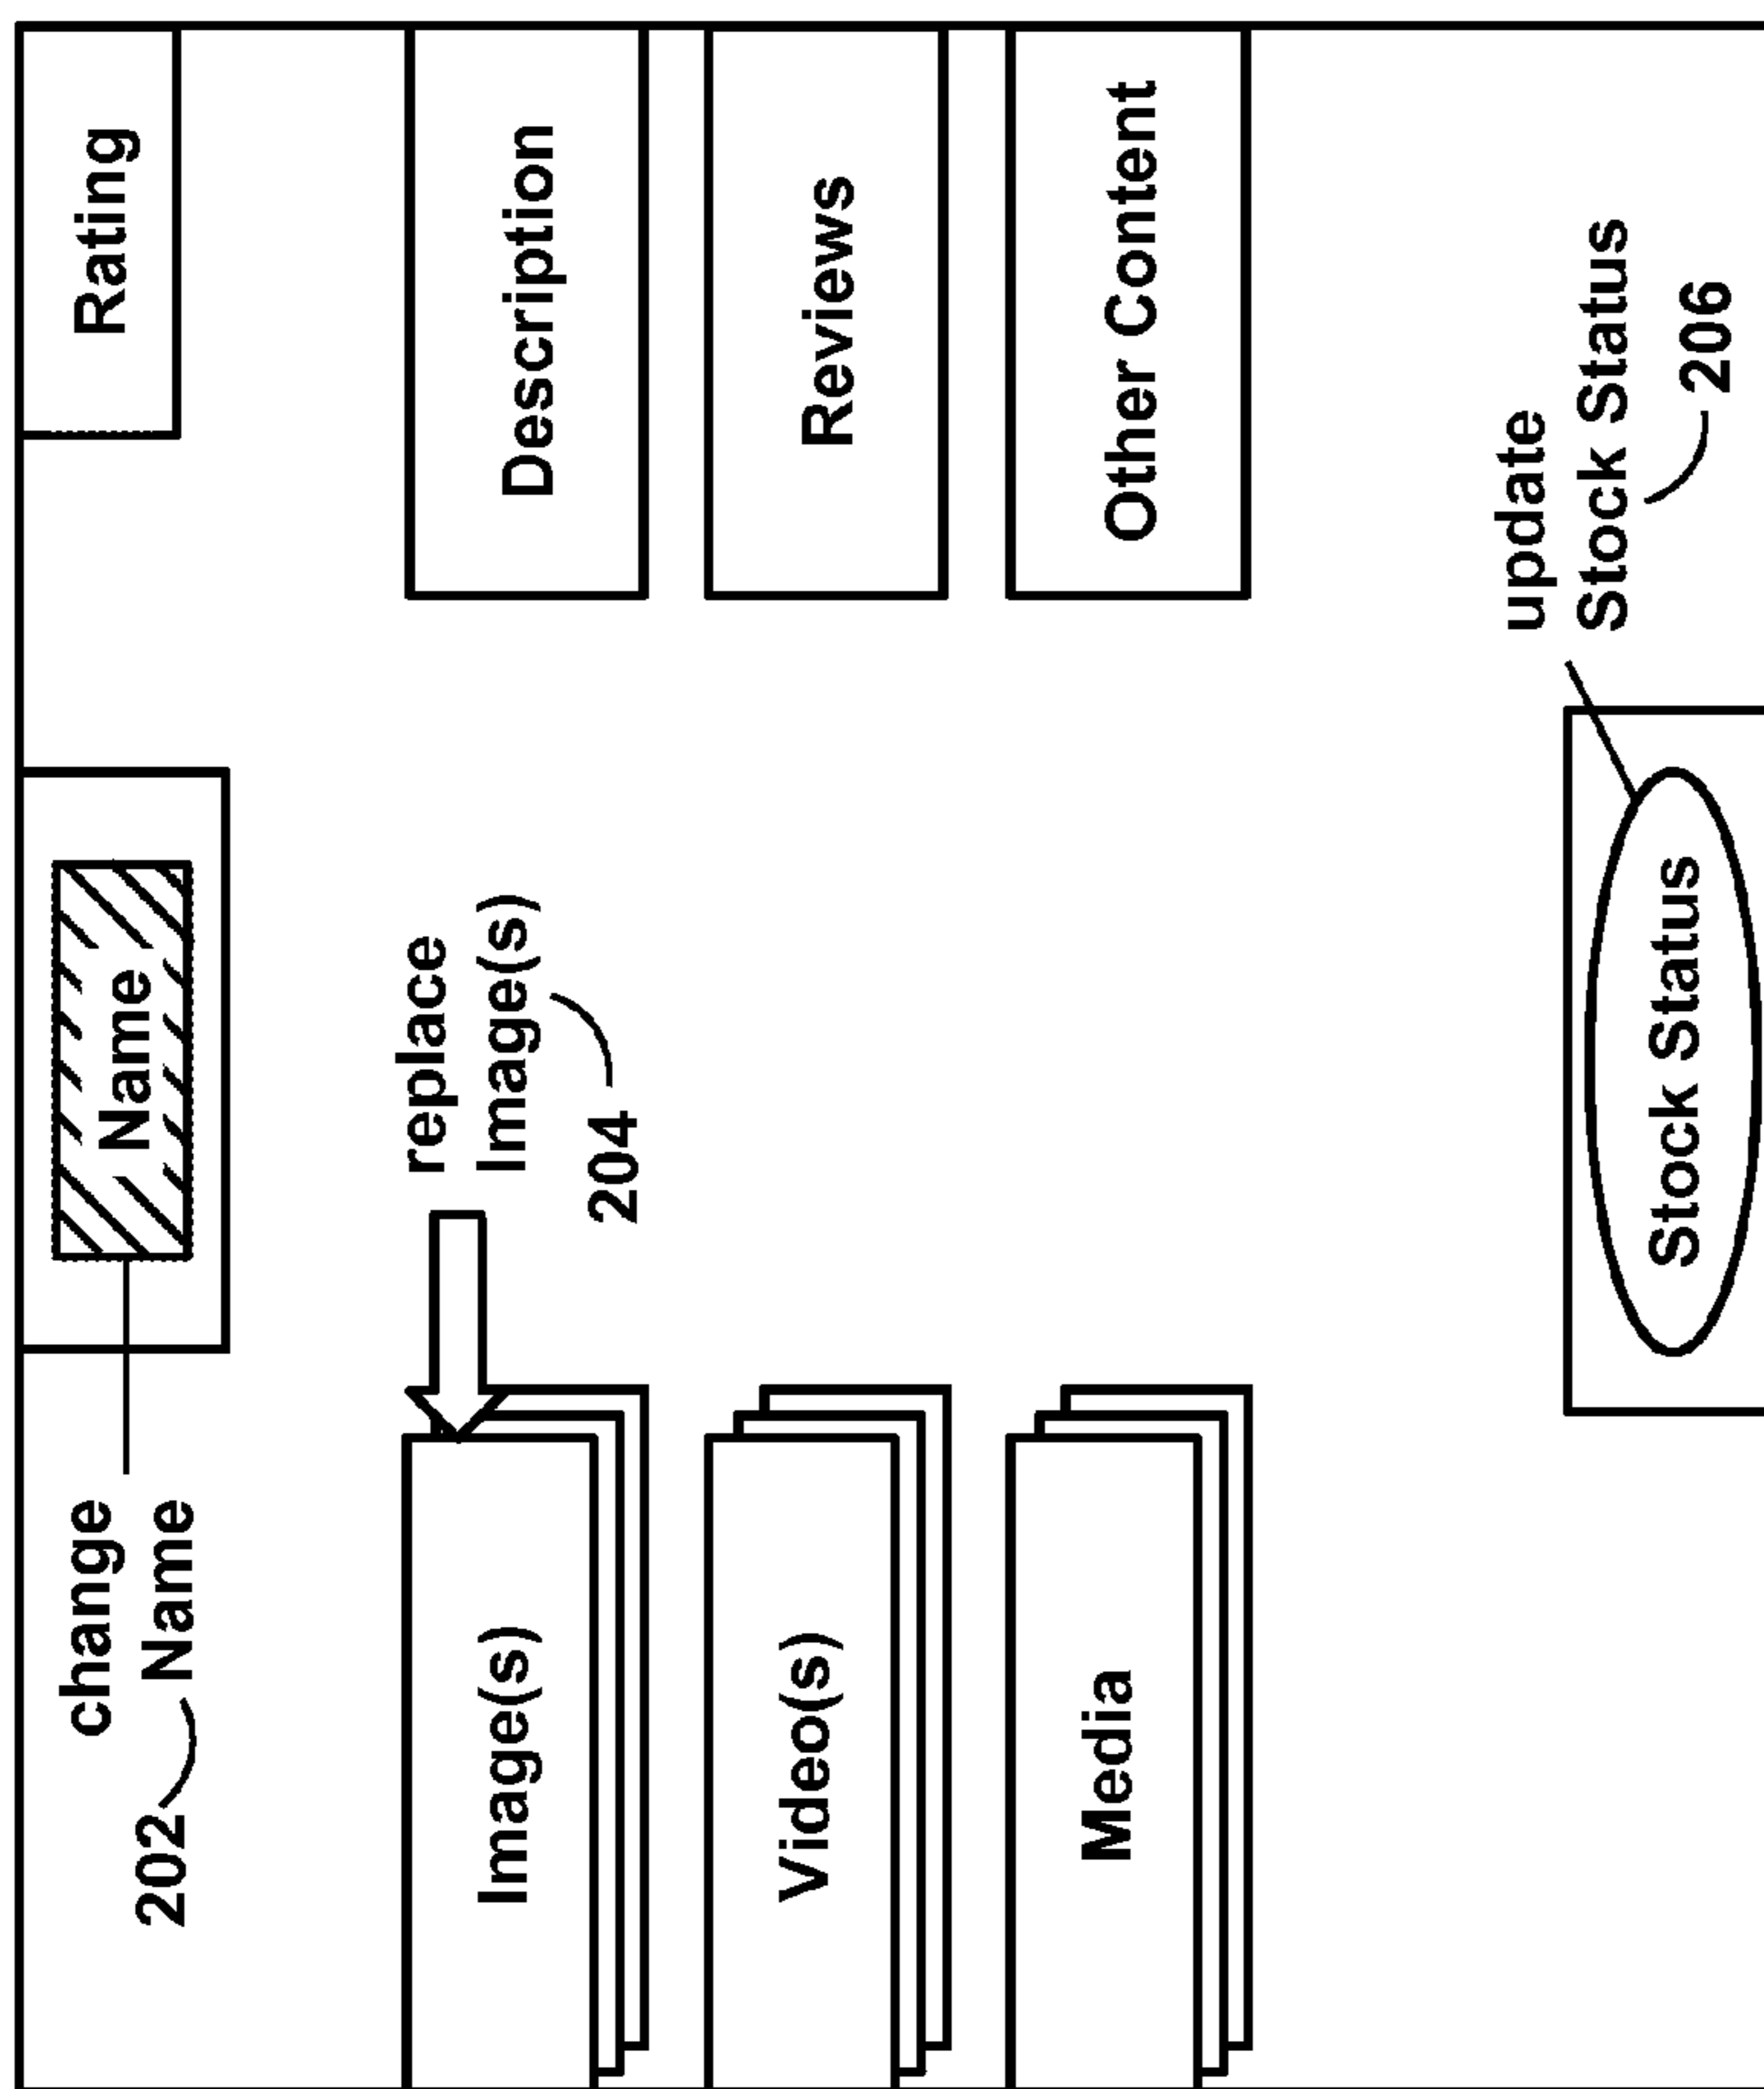 change
Name
202
Name
Rating
Image(s)
replace
Image(s)
204
Description
Video(s)
Reviews
Media
Other Content
update
Stock Status
206
Stock Status